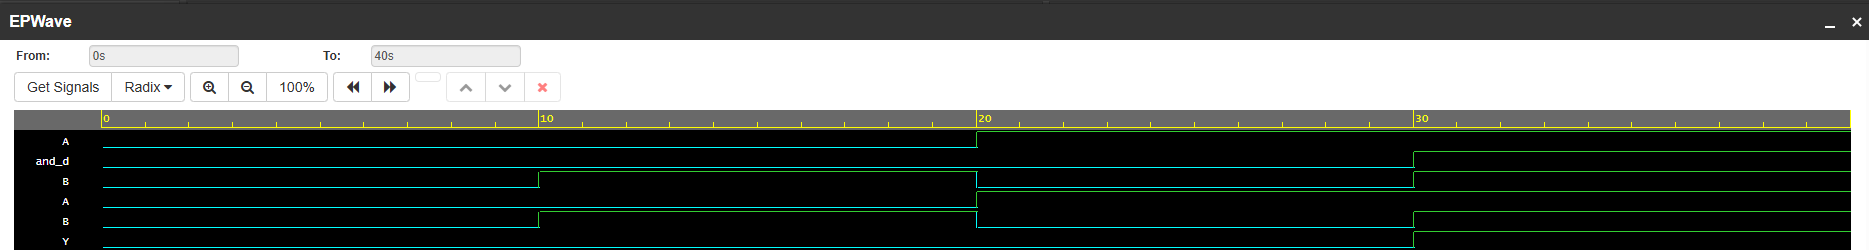 EPWave
From: 0s To: 40s
Get Signals Radix 100%
0 10 20 30
A
and_d
B
A
B
Y